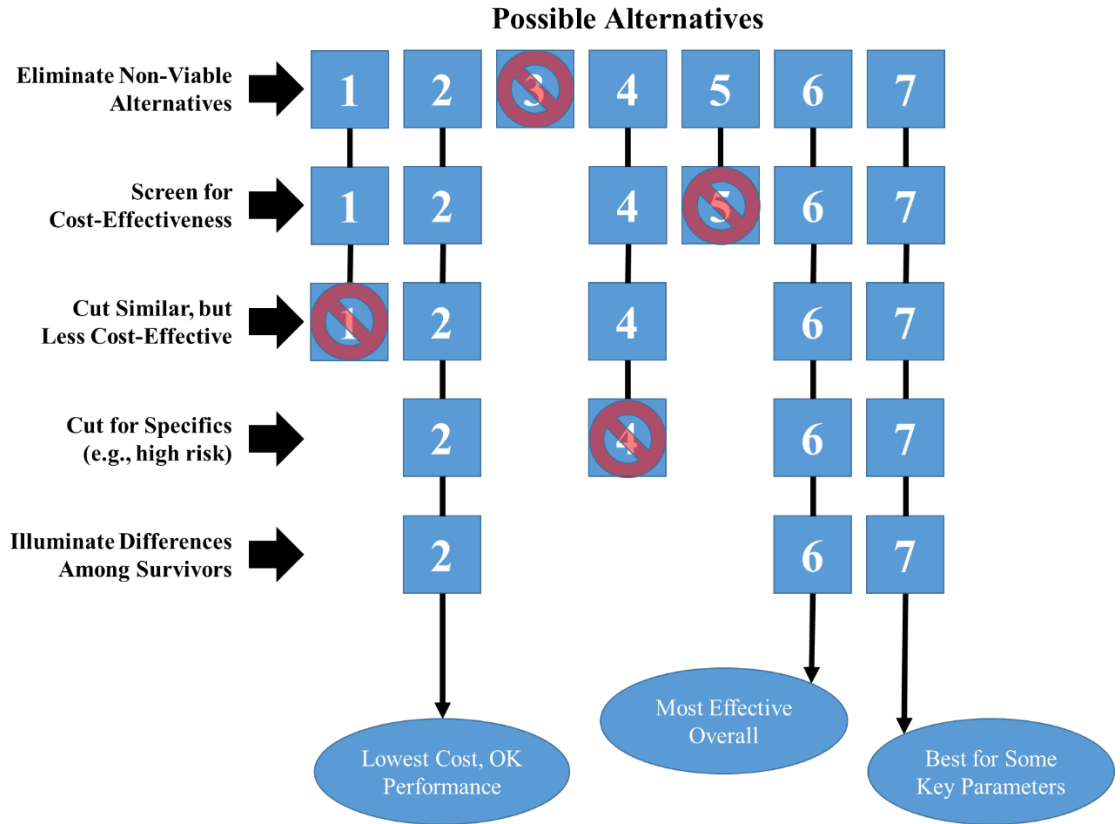 Possible Alternatives
Eliminate Non-Viable
Alternatives
1 2 3 4 5 6 7
Screen for
Cost-Effectiveness
1 2 4 5 6 7
Cut Similar, but
Less Cost-Effective
1 2 4 6 7
Cut for Specifics
(e.g., high risk)
2 4 6 7
Illuminate Differences
Among Survivors
2 6 7
Lowest Cost, OK
Performance
Most Effective
Overall
Best for Some
Key Parameters